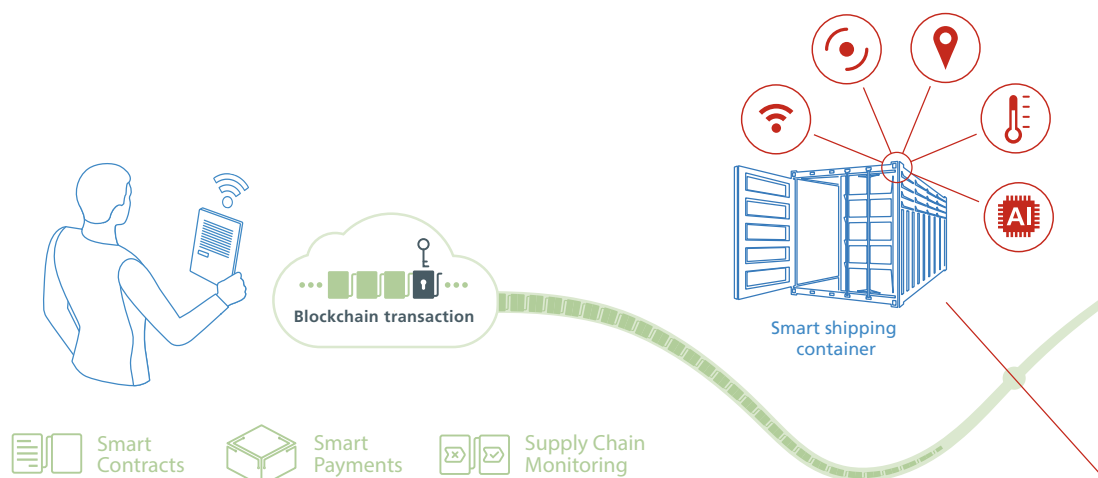 AI
Blockchain transaction
Smart shipping
container
Smart
Contracts
Smart
Payments
Supply Chain
Monitoring